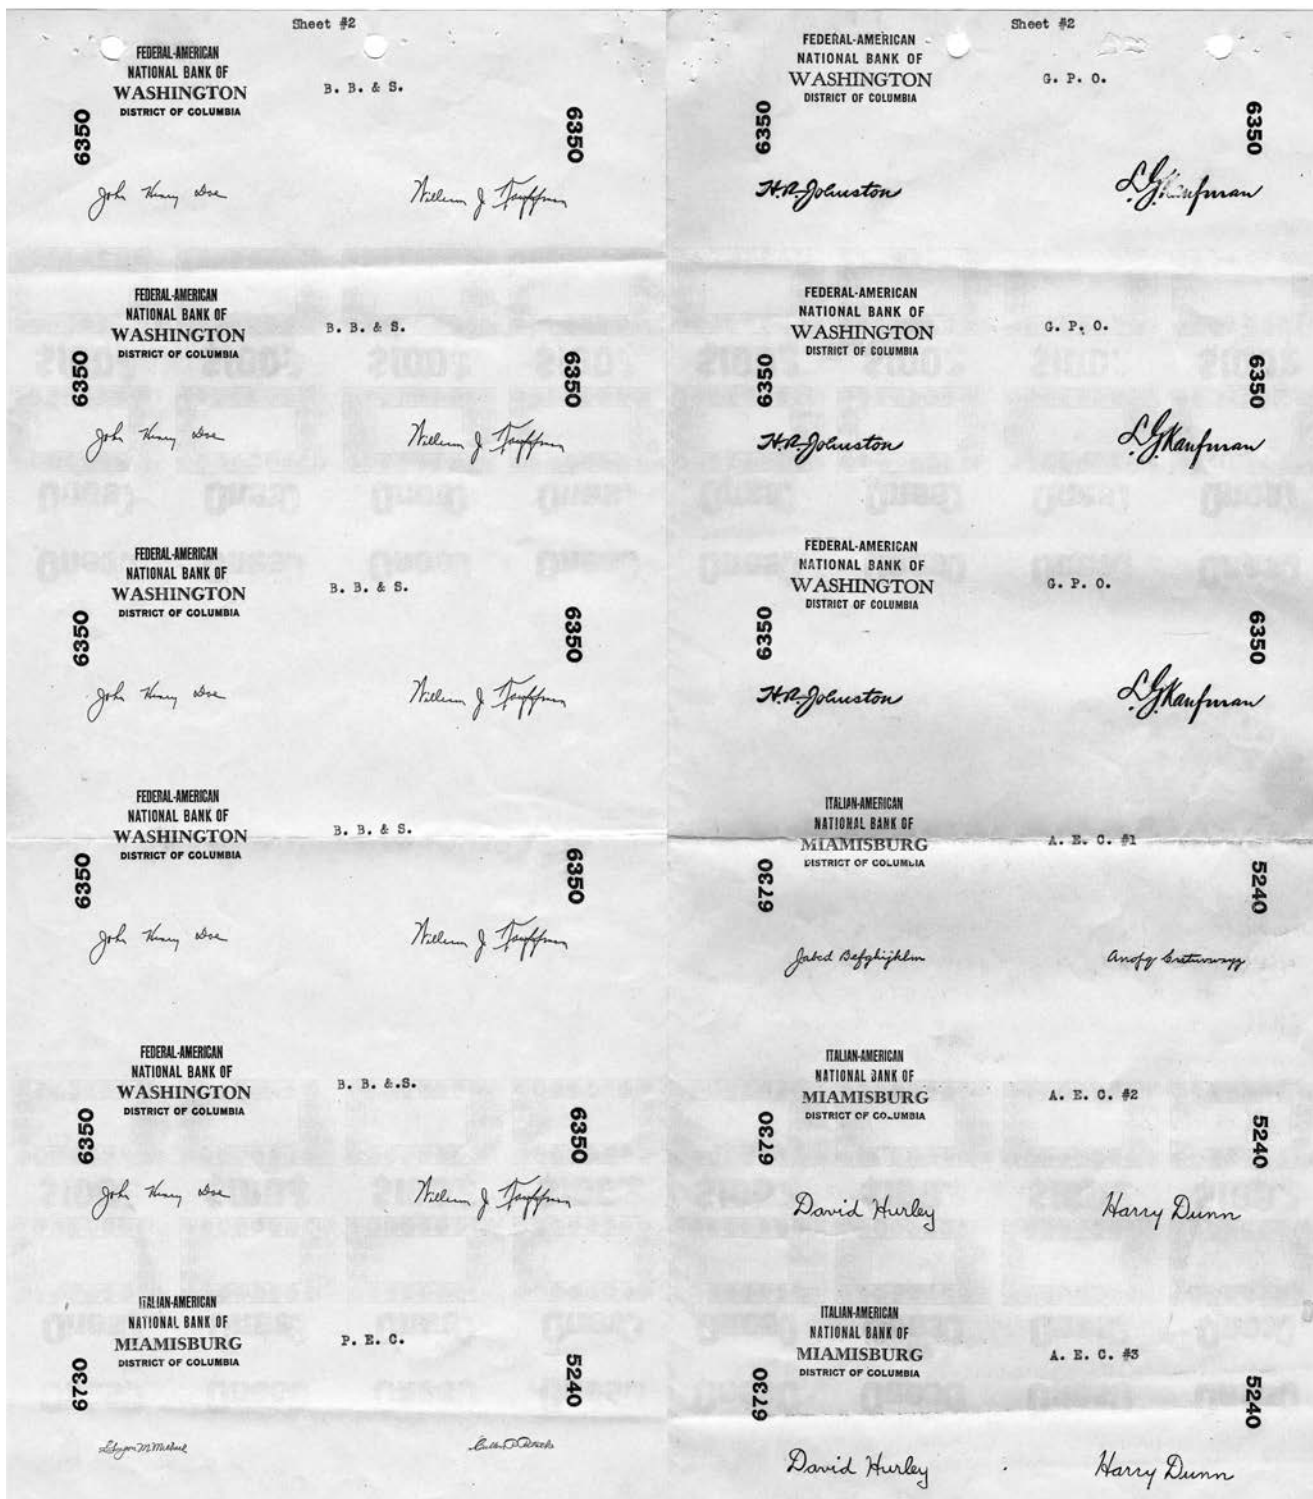 Sheet #2
FEDERAL-AMERICAN
NATIONAL BANK OF
WASHINGTON
DISTRICT OF COLUMBIA
B. B. & S.
6350
6350
John Henry Doe
William J Kauffman
FEDERAL-AMERICAN
NATIONAL BANK OF
WASHINGTON
DISTRICT OF COLUMBIA
B. B. & S.
6350
6350
John Henry Doe
William J Kauffman
FEDERAL-AMERICAN
NATIONAL BANK OF
WASHINGTON
DISTRICT OF COLUMBIA
B. B. & S.
6350
6350
John Henry Doe
William J Kauffman
FEDERAL-AMERICAN
NATIONAL BANK OF
WASHINGTON
DISTRICT OF COLUMBIA
B. B. & S.
6350
6350
John Henry Doe
William J Kauffman
FEDERAL-AMERICAN
NATIONAL BANK OF
WASHINGTON
DISTRICT OF COLUMBIA
B. B. &.S.
6350
6350
John Henry Doe
William J Kauffman
ITALIAN-AMERICAN
NATIONAL BANK OF
MIAMISBURG
DISTRICT OF COLUMBIA
P. E. C.
6730
5240
Sheet #2
FEDERAL-AMERICAN
NATIONAL BANK OF
WASHINGTON
DISTRICT OF COLUMBIA
G. P. O.
6350
6350
H.R. Johnston
L.G. Kaufman
FEDERAL-AMERICAN
NATIONAL BANK OF
WASHINGTON
DISTRICT OF COLUMBIA
G. P. O.
6350
6350
H.R. Johnston
L.G. Kaufman
FEDERAL-AMERICAN
NATIONAL BANK OF
WASHINGTON
DISTRICT OF COLUMBIA
G. P. O.
6350
6350
H.R. Johnston
L.G. Kaufman
ITALIAN-AMERICAN
NATIONAL BANK OF
MIAMISBURG
DISTRICT OF COLUMBIA
A. E. C. #1
6730
5240
Jabcd Befghijklm
ITALIAN-AMERICAN
NATIONAL BANK OF
MIAMISBURG
DISTRICT OF COLUMBIA
A. E. C. #2
6730
5240
David Hurley
Harry Dunn
ITALIAN-AMERICAN
NATIONAL BANK OF
MIAMISBURG
DISTRICT OF COLUMBIA
A. E. C. #3
6730
5240
David Hurley
Harry Dunn